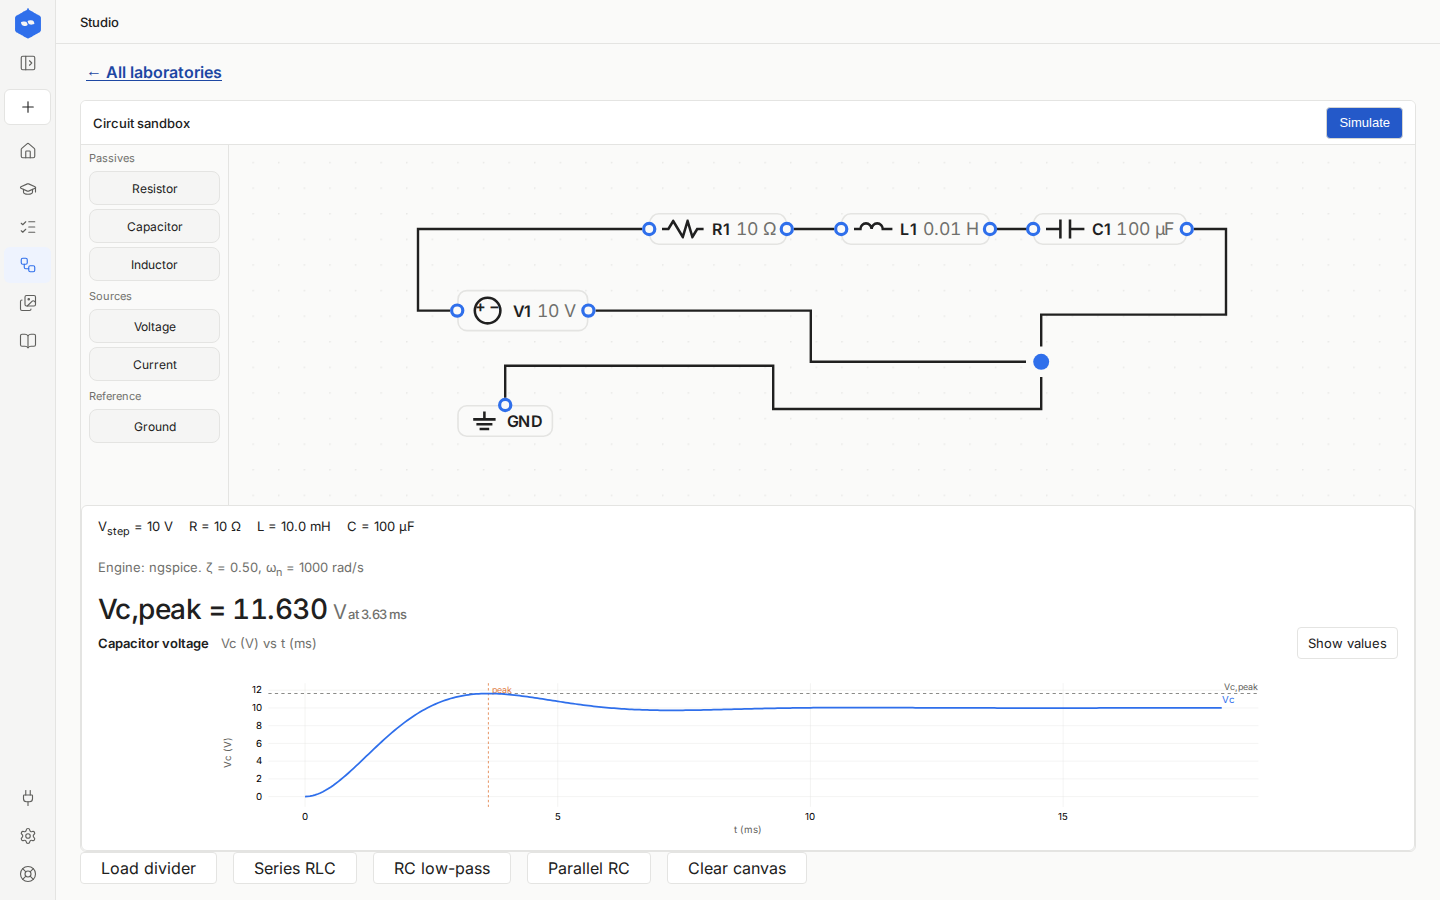 Studio
← All laboratories
Circuit sandbox
Simulate
Passives
Resistor
Capacitor
Inductor
Sources
Voltage
Current
Reference
Ground
R1 10 Ω
L1 0.01 H
C1 100 µF
V1 10 V
GND
Vstep = 10 V R = 10 Ω L = 10.0 mH C = 100 µF
Engine: ngspice. ζ = 0.50, ωn = 1000 rad/s
Vc,peak = 11.630 V at 3.63 ms
Capacitor voltage Vc (V) vs t (ms)
Show values
12
10
8
6
4
2
0
Vc (V)
peak
Vc,peak
Vc
0 5 10 15
t (ms)
Load divider
Series RLC
RC low-pass
Parallel RC
Clear canvas